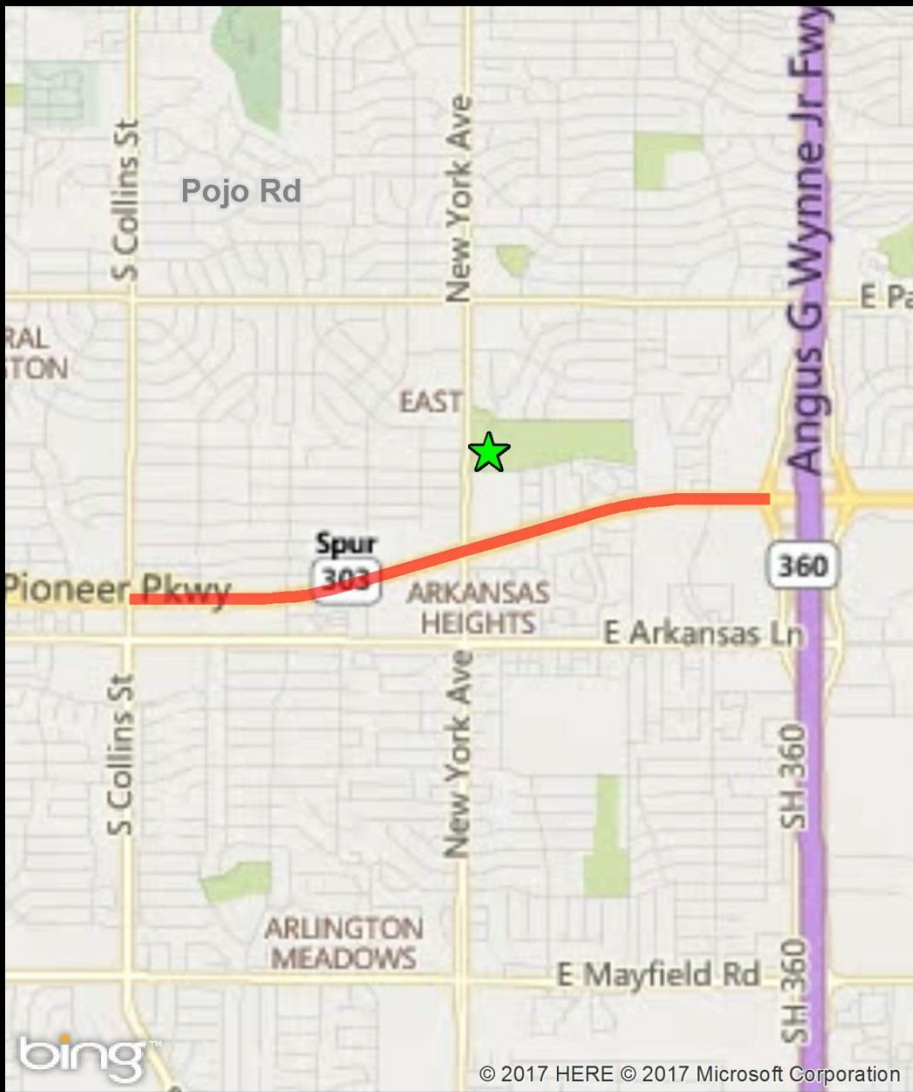 Angus G Wynne Jr Fwy
New York Ave
S Collins St
Pojo Rd
E Pa
RAL
TON
EAST
Spur
303
360
Pioneer Pkwy
ARKANSAS
HEIGHTS
E Arkansas Ln
New York Ave
S Collins St
SH 360
ARLINGTON
MEADOWS
E Mayfield Rd
SH 360
bing™
© 2017 HERE © 2017 Microsoft Corporation